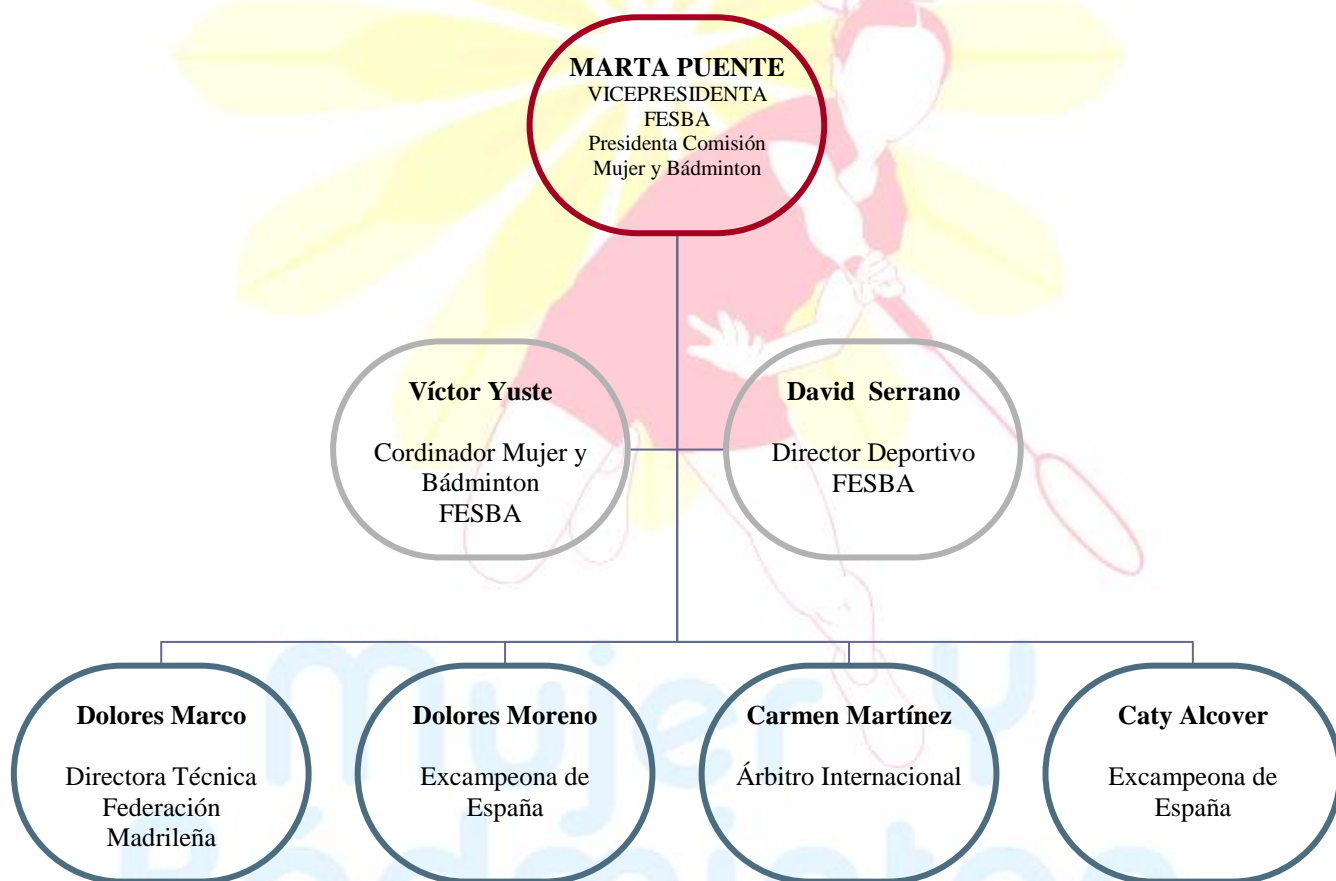 MARTA PUENTE
VICEPRESIDENTA
FESBA
Presidenta Comisión
Mujer y Bádminton
Víctor Yuste
Cordinador Mujer y
Bádminton
FESBA
David Serrano
Director Deportivo
FESBA
Dolores Marco
Directora Técnica
Federación
Madrileña
Dolores Moreno
Excampeona de
España
Carmen Martínez
Árbitro Internacional
Caty Alcover
Excampeona de
España
Mujer Y
Bádminton